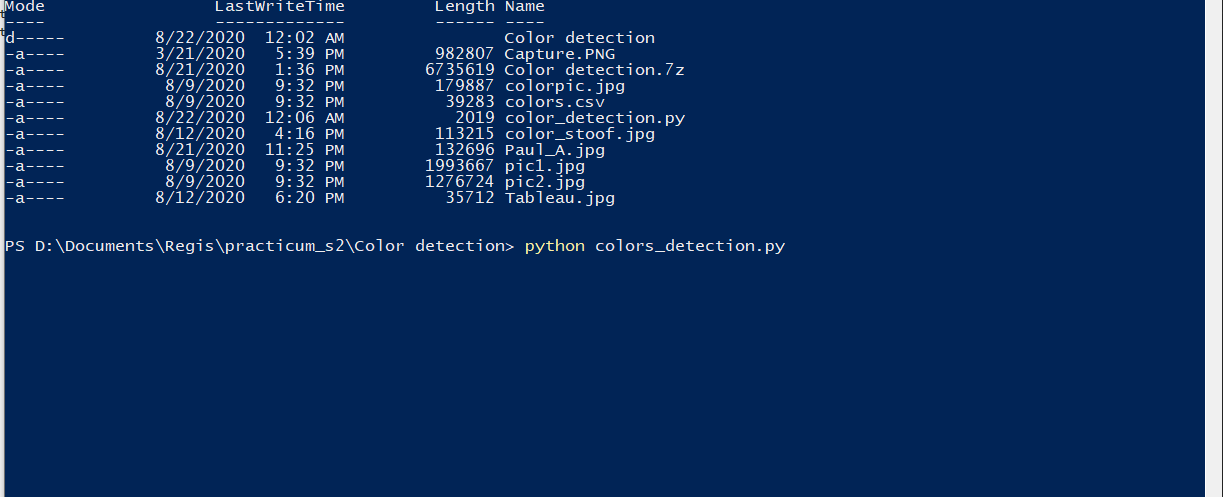 Mode                 LastWriteTime         Length Name
----                 -------------         ------ ----
d-----        8/22/2020  12:02 AM                Color detection
-a----        3/21/2020   5:39 PM         982807 Capture.PNG
-a----        8/21/2020   1:36 PM        6735619 Color detection.7z
-a----         8/9/2020   9:32 PM         179887 colorpic.jpg
-a----         8/9/2020   9:32 PM          39283 colors.csv
-a----        8/22/2020  12:06 AM           2019 color_detection.py
-a----        8/12/2020   4:16 PM         113215 color_stoof.jpg
-a----        8/21/2020  11:25 PM         132696 Paul_A.jpg
-a----         8/9/2020   9:32 PM        1993667 pic1.jpg
-a----         8/9/2020   9:32 PM        1276724 pic2.jpg
-a----        8/12/2020   6:20 PM          35712 Tableau.jpg
PS D:\Documents\Regis\practicum_s2\Color detection> python colors_detection.py